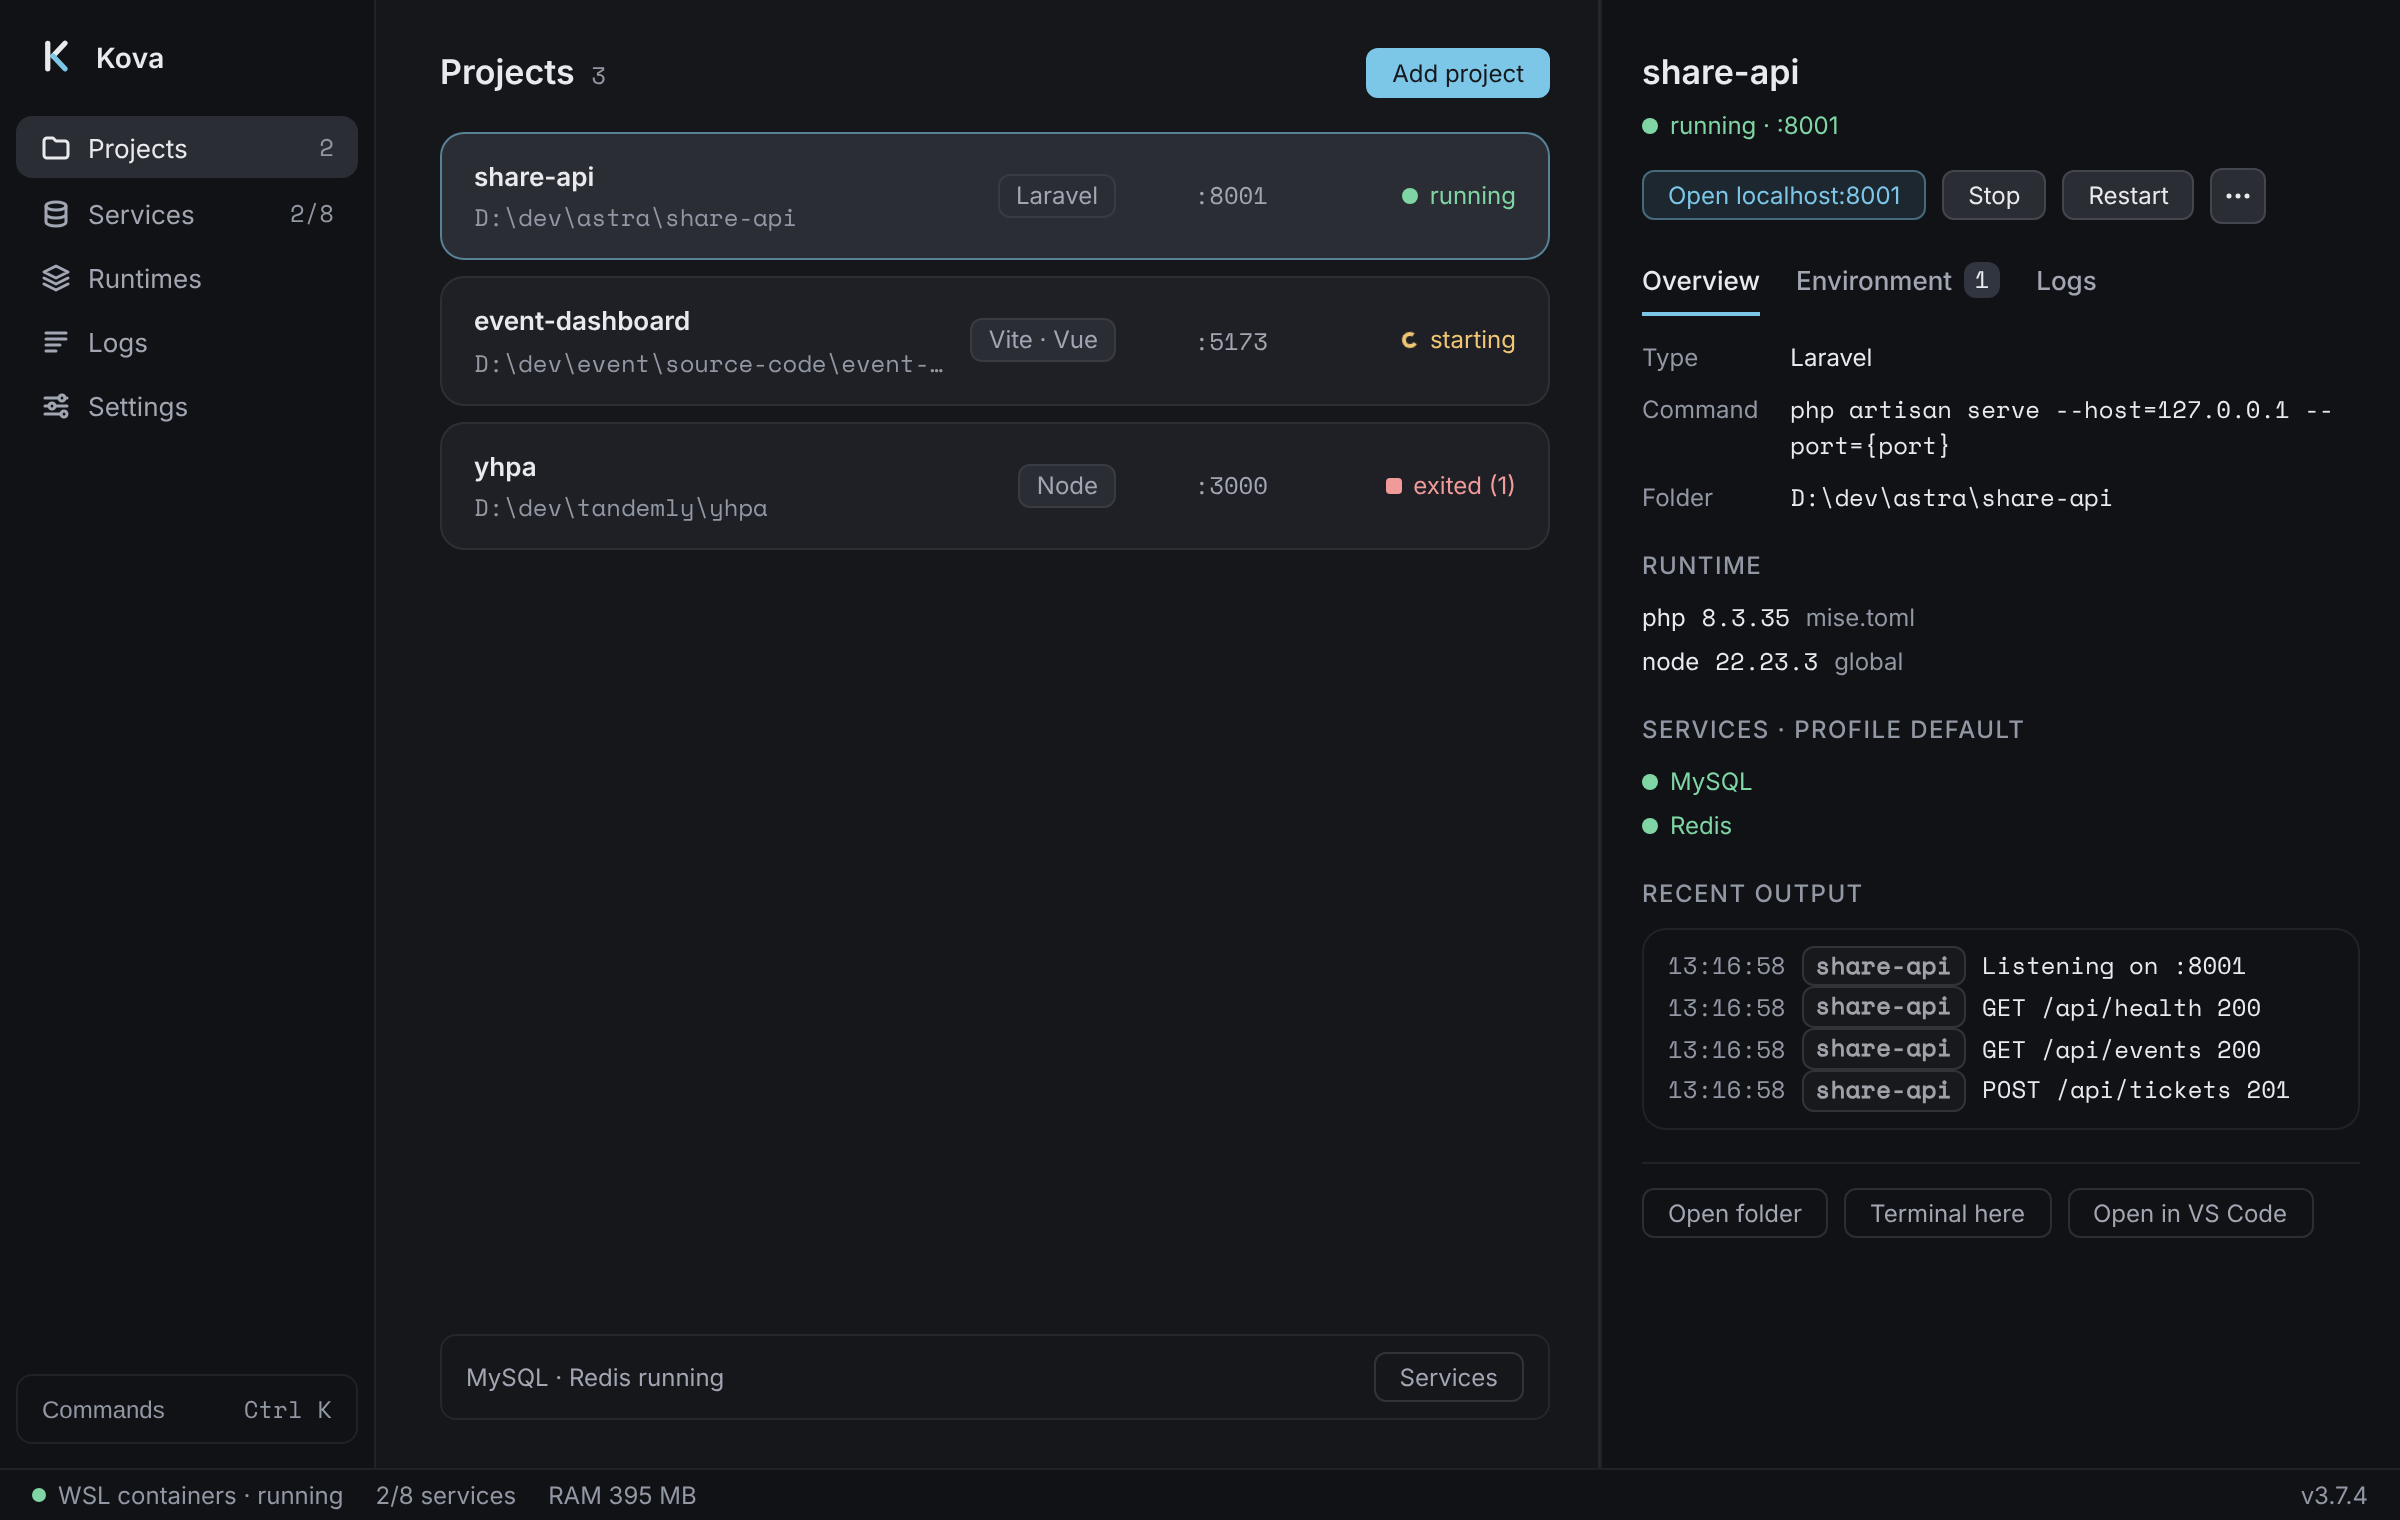 Kova
Projects 2
Services 2/8
Runtimes
Logs
Settings
Commands Ctrl K
Projects 3
Add project
share-api
D:\dev\astra\share-api
Laravel
:8001
running
event-dashboard
D:\dev\event\source-code\event-…
Vite · Vue
:5173
starting
yhpa
D:\dev\tandemly\yhpa
Node
:3000
exited (1)
MySQL · Redis running
Services
share-api
running · :8001
Open localhost:8001
Stop
Restart
···
Overview
Environment 1
Logs
Type Laravel
Command php artisan serve --host=127.0.0.1 --
port={port}
Folder D:\dev\astra\share-api
RUNTIME
php 8.3.35 mise.toml
node 22.23.3 global
SERVICES · PROFILE DEFAULT
MySQL
Redis
RECENT OUTPUT
13:16:58 share-api Listening on :8001
13:16:58 share-api GET /api/health 200
13:16:58 share-api GET /api/events 200
13:16:58 share-api POST /api/tickets 201
Open folder
Terminal here
Open in VS Code
WSL containers · running
2/8 services
RAM 395 MB
v3.7.4